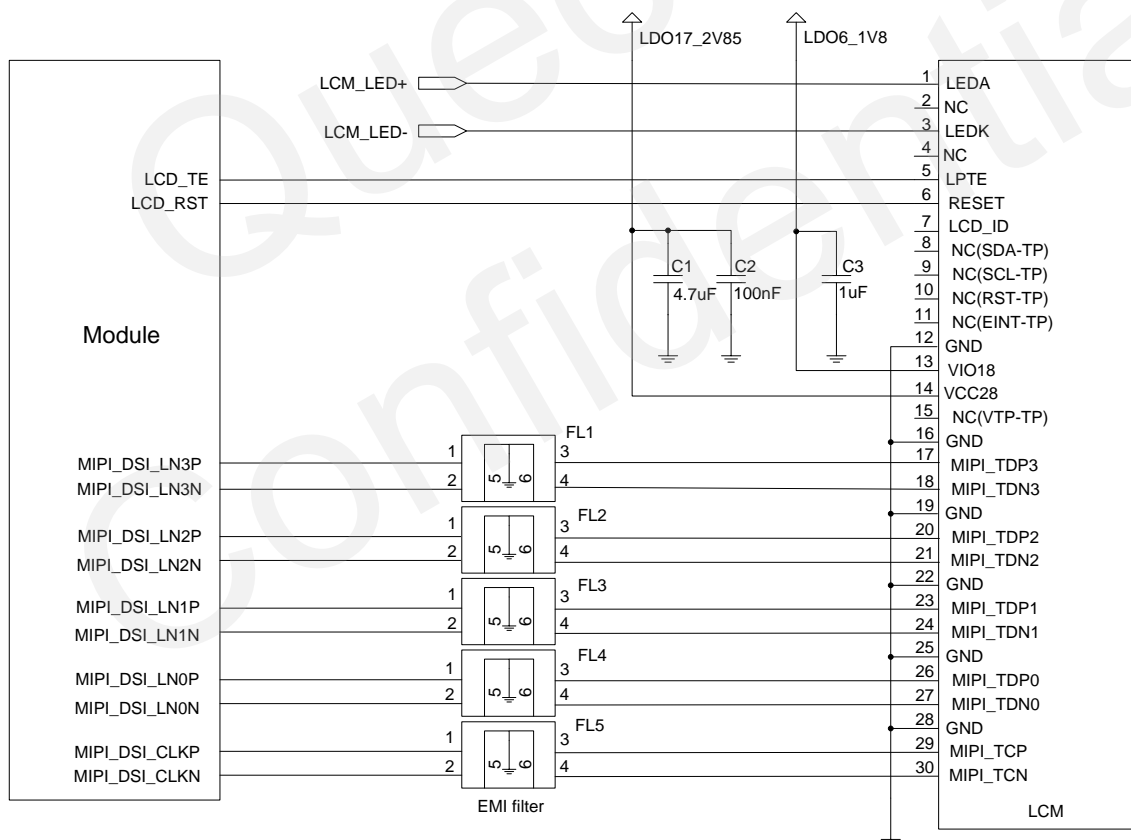 LDO17_2V85
LDO6_1V8
LCM_LED+
LCM_LED-
LCD_TE
LCD_RST
Module
MIPI_DSI_LN3P
MIPI_DSI_LN3N
MIPI_DSI_LN2P
MIPI_DSI_LN2N
MIPI_DSI_LN1P
MIPI_DSI_LN1N
MIPI_DSI_LN0P
MIPI_DSI_LN0N
MIPI_DSI_CLKP
MIPI_DSI_CLKN
C1
4.7uF
C2
100nF
C3
1uF
FL1
1 3
2 4
5 6
FL2
1 3
2 4
5 6
FL3
1 3
2 4
5 6
FL4
1 3
2 4
5 6
FL5
1 3
2 4
5 6
EMI filter
1 LEDA
2 NC
3 LEDK
4 NC
5 LPTE
6 RESET
7 LCD_ID
8 NC(SDA-TP)
9 NC(SCL-TP)
10 NC(RST-TP)
11 NC(EINT-TP)
12 GND
13 VIO18
14 VCC28
15 NC(VTP-TP)
16 GND
17 MIPI_TDP3
18 MIPI_TDN3
19 GND
20 MIPI_TDP2
21 MIPI_TDN2
22 GND
23 MIPI_TDP1
24 MIPI_TDN1
25 GND
26 MIPI_TDP0
27 MIPI_TDN0
28 GND
29 MIPI_TCP
30 MIPI_TCN
LCM